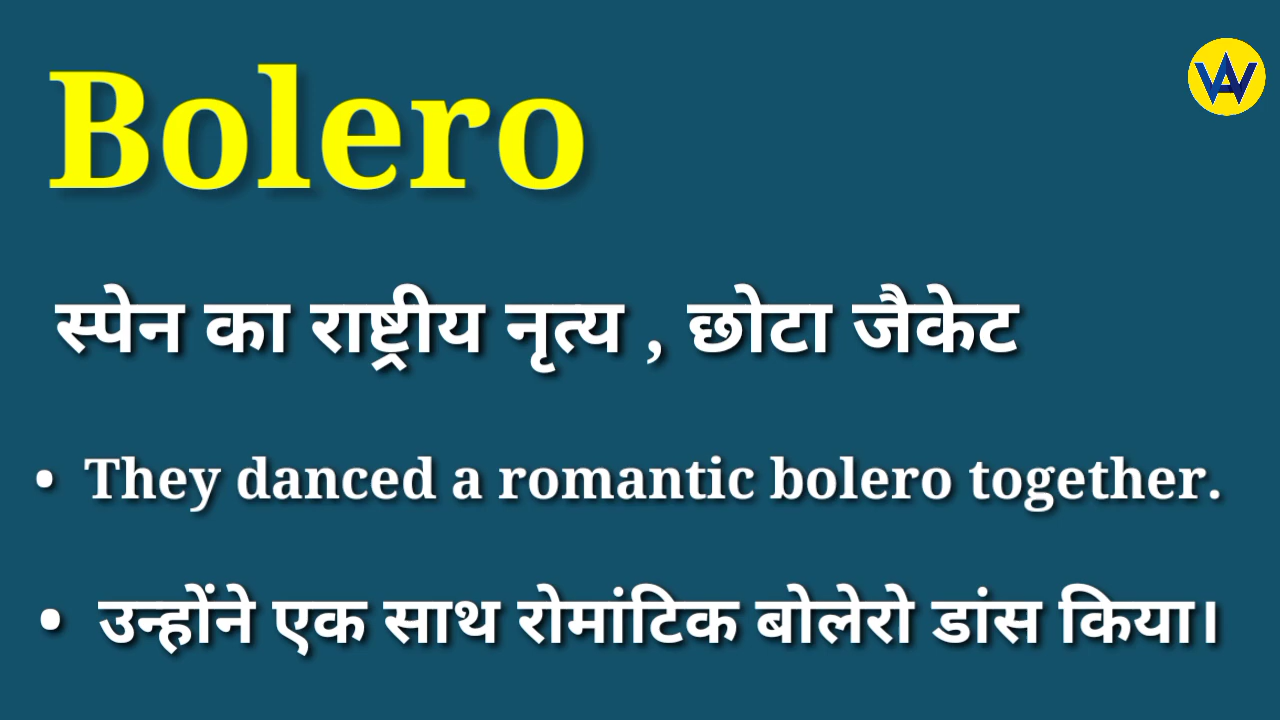 Bolero
स्पेन का राष्ट्रीय नृत्य , छोटा जैकेट
• They danced a romantic bolero together.
• उन्होंने एक साथ रोमांटिक बोलेरो डांस किया।